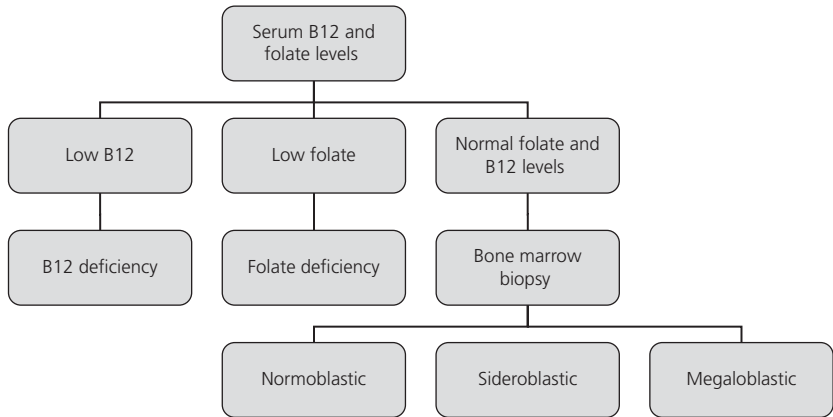 Serum B12 and
folate levels
Low B12
Low folate
Normal folate and
B12 levels
B12 deficiency
Folate deficiency
Bone marrow
biopsy
Normoblastic
Sideroblastic
Megaloblastic